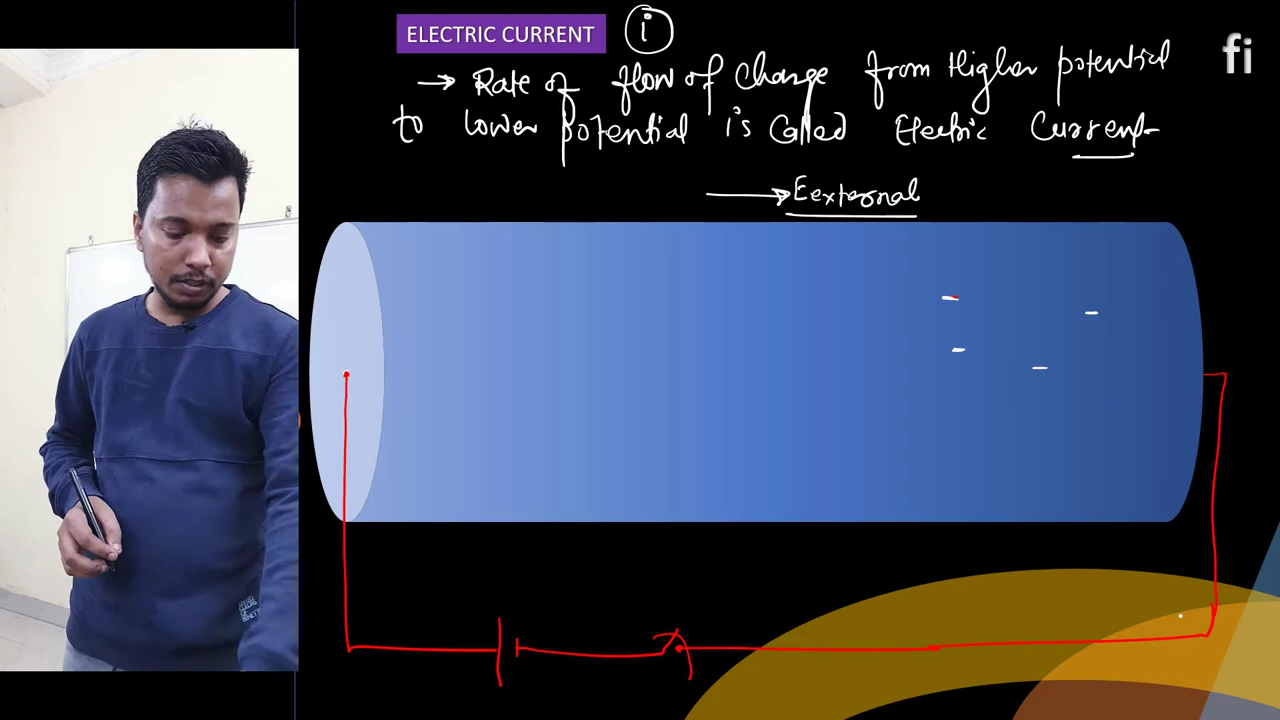 ELECTRIC CURRENT i
fi
→ Rate of flow of Charge from Higher potential
to lower potential is Called Electric Current
→ Eexternal